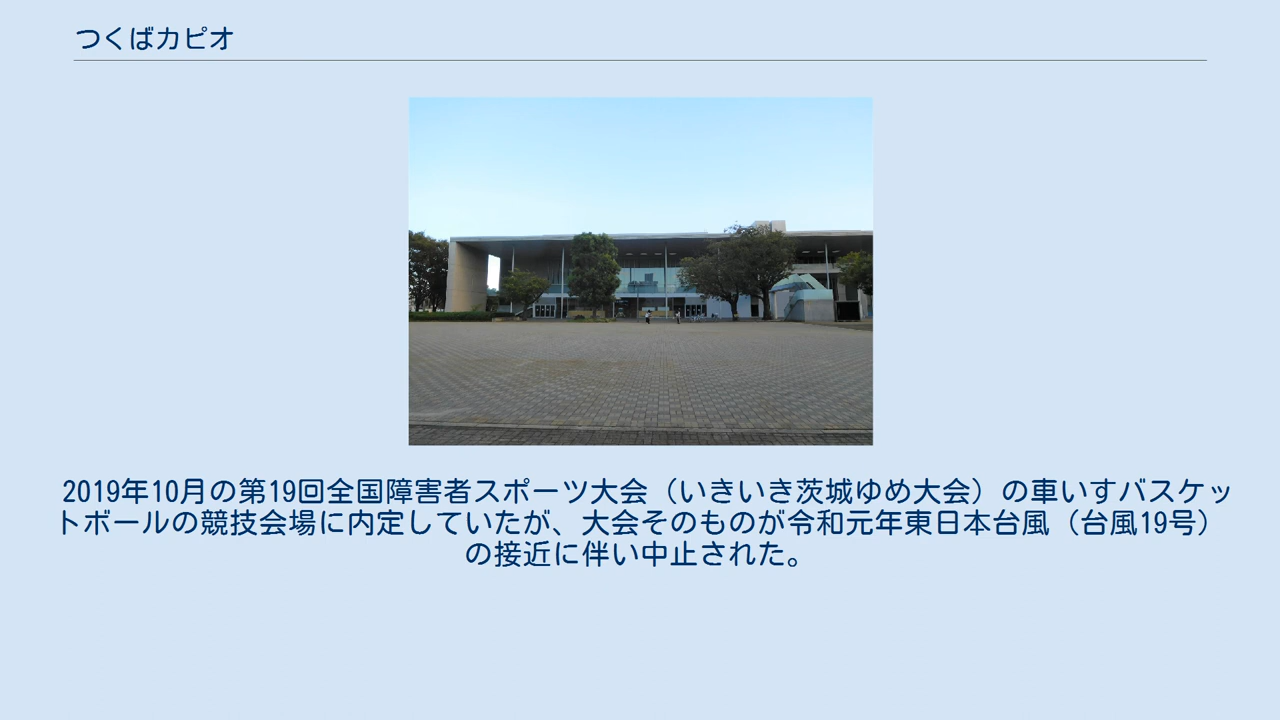 つくばカピオ
2019年10月の第19回全国障害者スポーツ大会（いきいき茨城ゆめ大会）の車いすバスケッ
トボールの競技会場に内定していたが、大会そのものが令和元年東日本台風（台風19号）
の接近に伴い中止された。